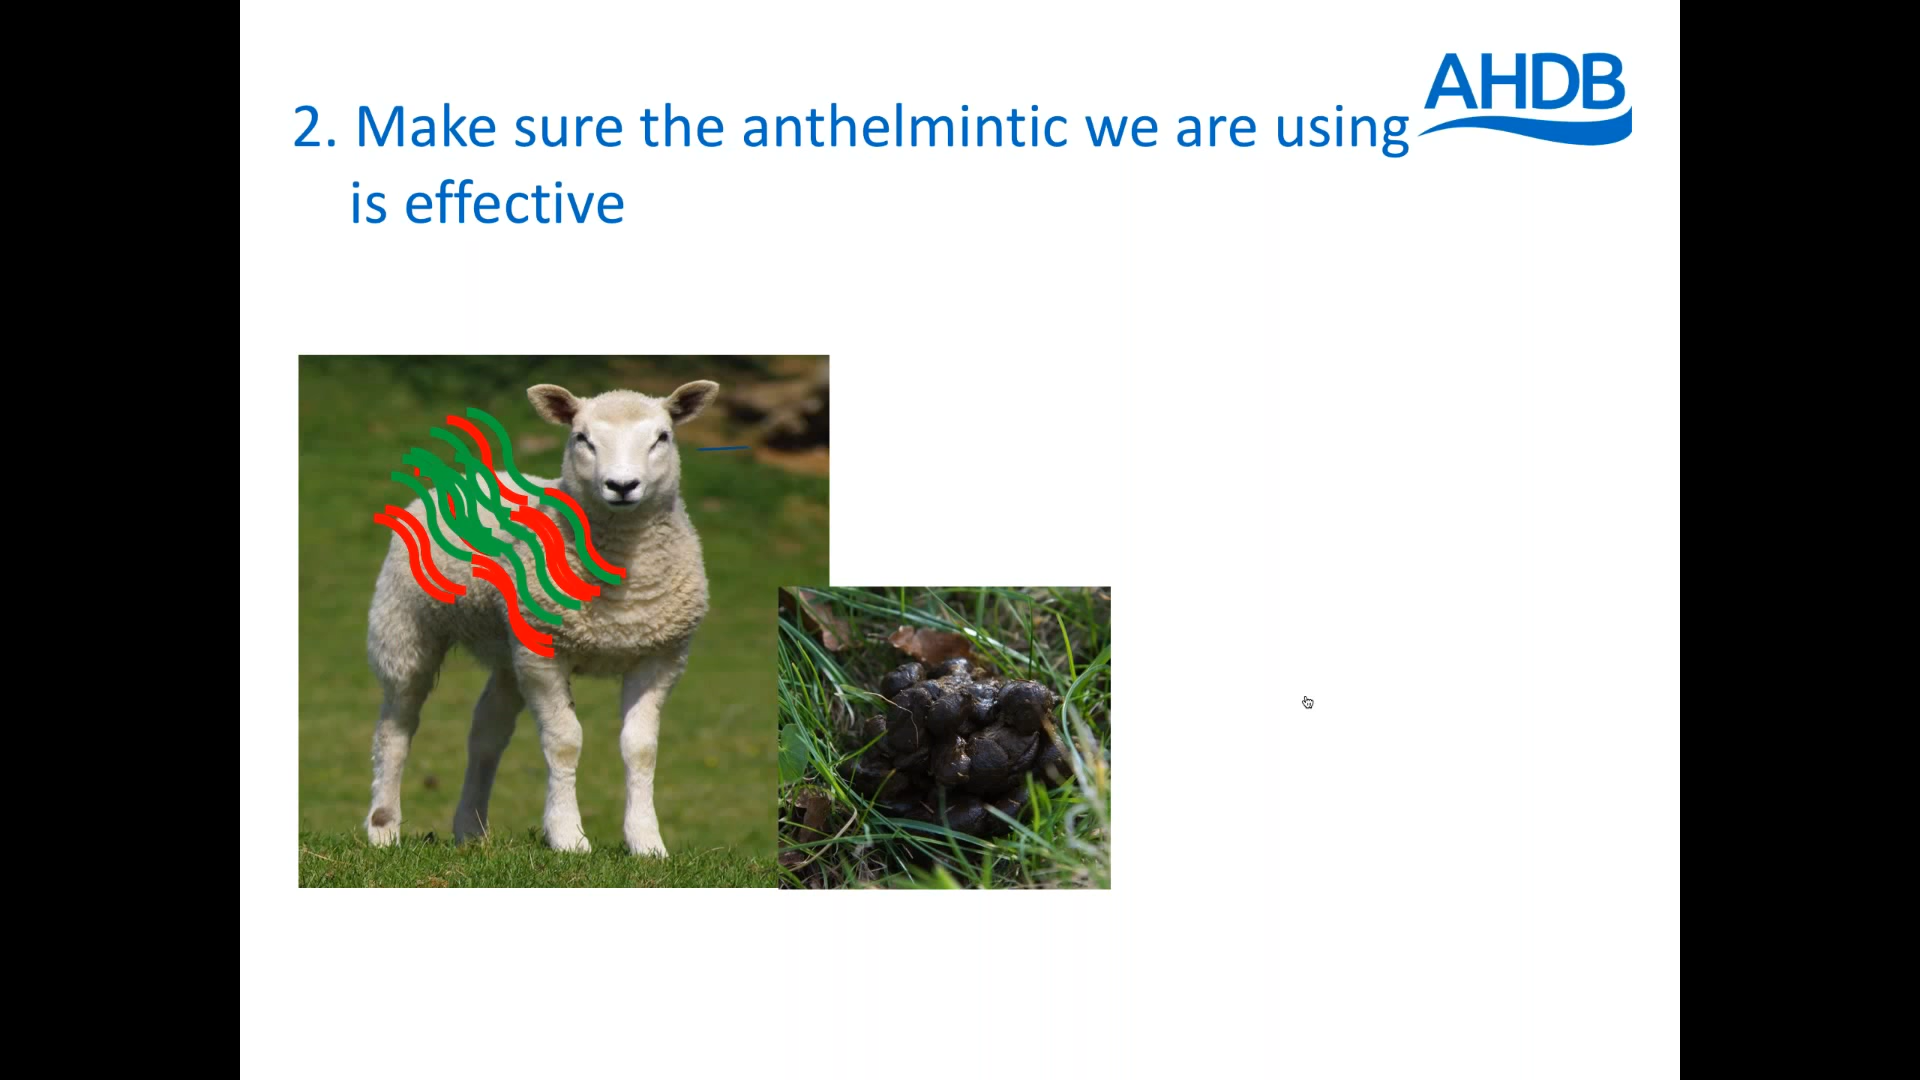 AHDB
2. Make sure the anthelmintic we are using
is effective